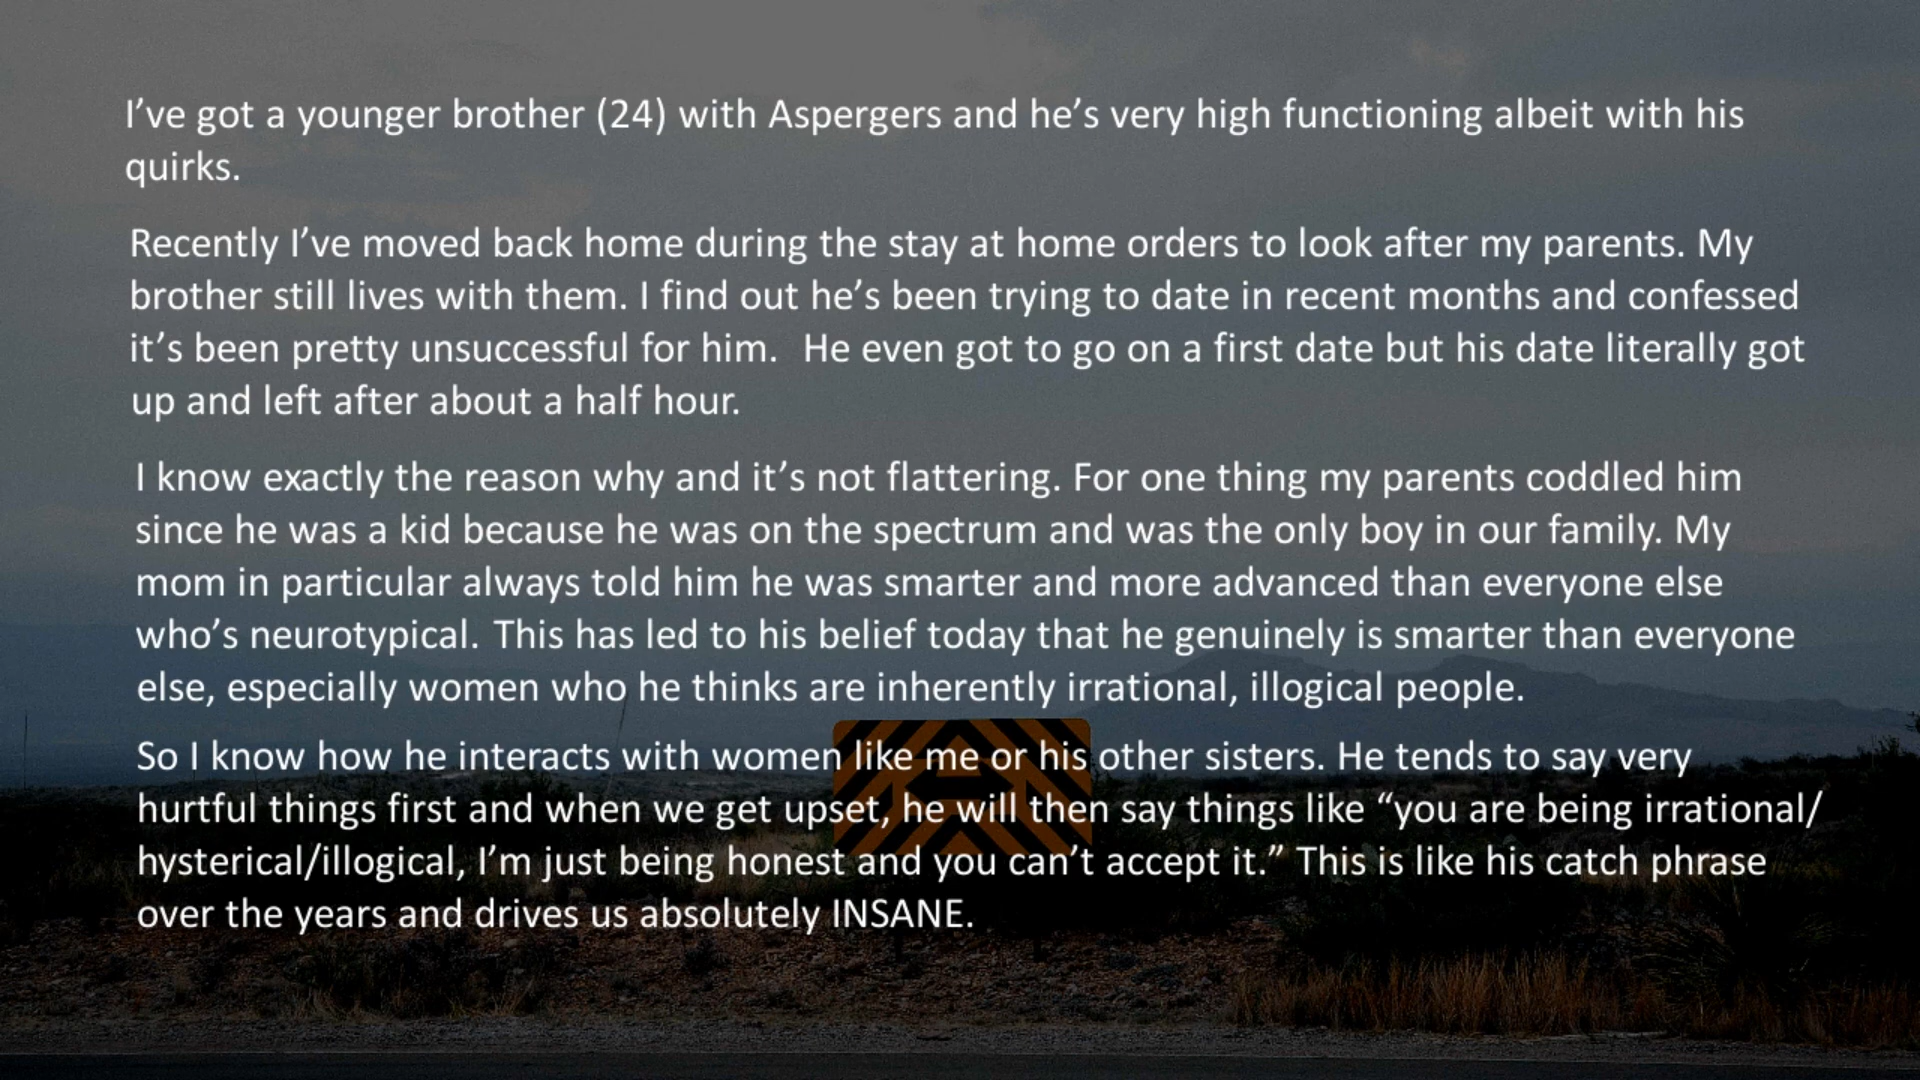 I've got a younger brother (24) with Aspergers and he's very high functioning albeit with his
quirks.
Recently I've moved back home during the stay at home orders to look after my parents. My
brother still lives with them. I find out he's been trying to date in recent months and confessed
it's been pretty unsuccessful for him.  He even got to go on a first date but his date literally got
up and left after about a half hour.
I know exactly the reason why and it's not flattering. For one thing my parents coddled him
since he was a kid because he was on the spectrum and was the only boy in our family. My
mom in particular always told him he was smarter and more advanced than everyone else
who's neurotypical. This has led to his belief today that he genuinely is smarter than everyone
else, especially women who he thinks are inherently irrational, illogical people.
So I know how he interacts with women like me or his other sisters. He tends to say very
hurtful things first and when we get upset, he will then say things like “you are being irrational/
hysterical/illogical, I'm just being honest and you can't accept it.” This is like his catch phrase
over the years and drives us absolutely INSANE.